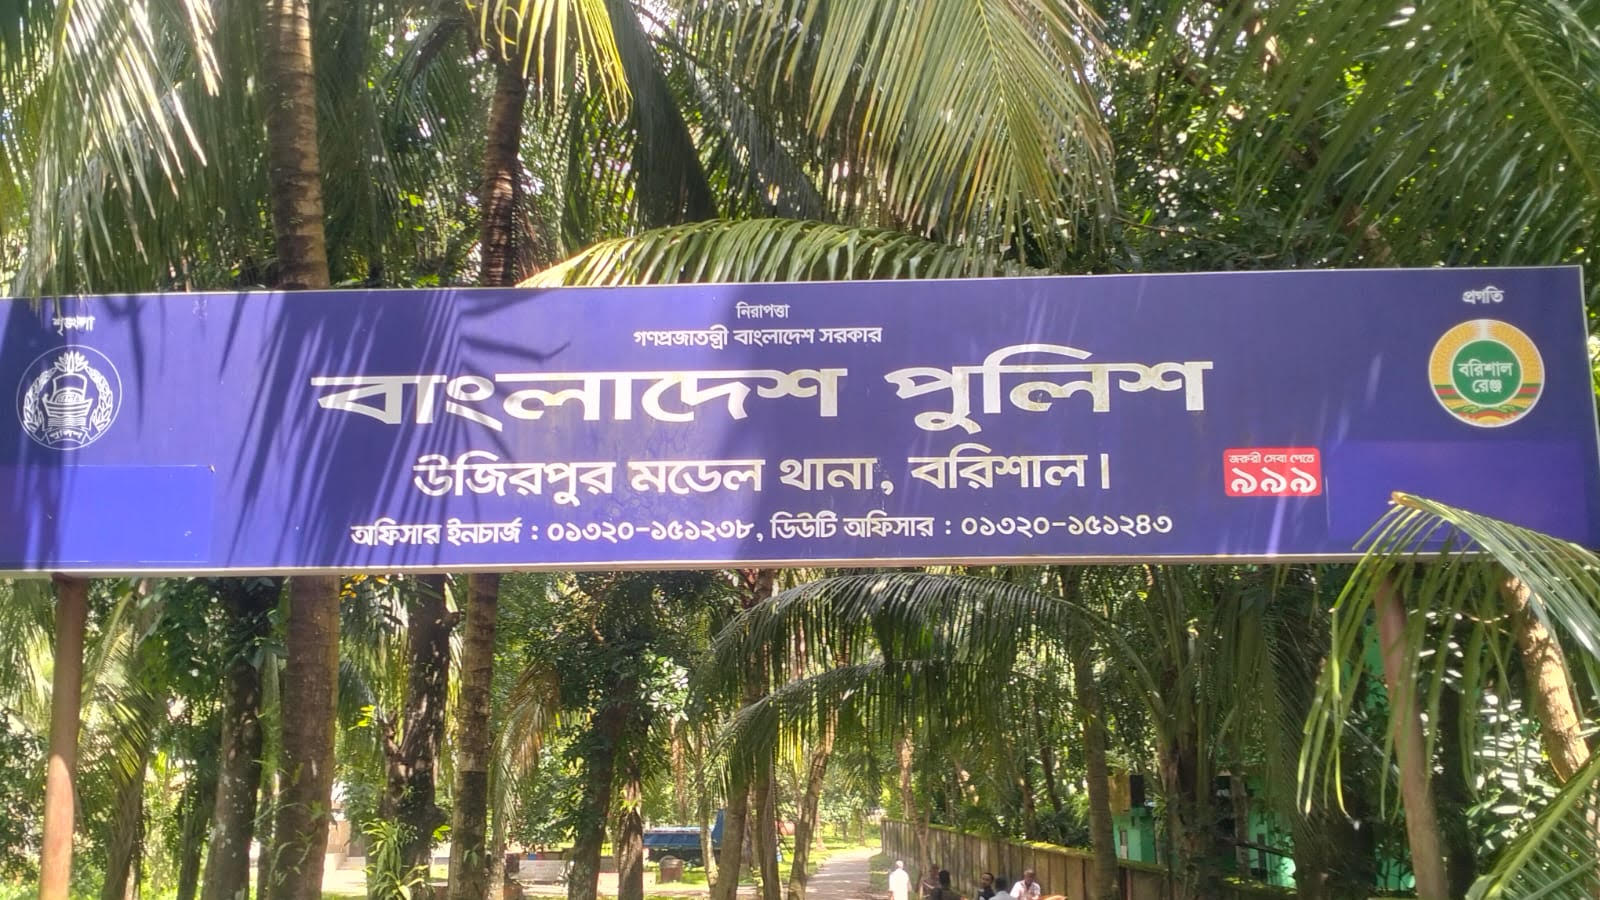 শৃঙ্খলা
নিরাপত্তা
প্রগতি
গণপ্রজাতন্ত্রী বাংলাদেশ সরকার
বাংলাদেশ পুলিশ
পুলিশ
বরিশাল
রেঞ্জ
উজিরপুর মডেল থানা, বরিশাল।
জরুরী সেবা পেতে
৯৯৯
অফিসার ইনচার্জ : ০১৩২০-১৫১২৩৮, ডিউটি অফিসার : ০১৩২০-১৫১২৪৩